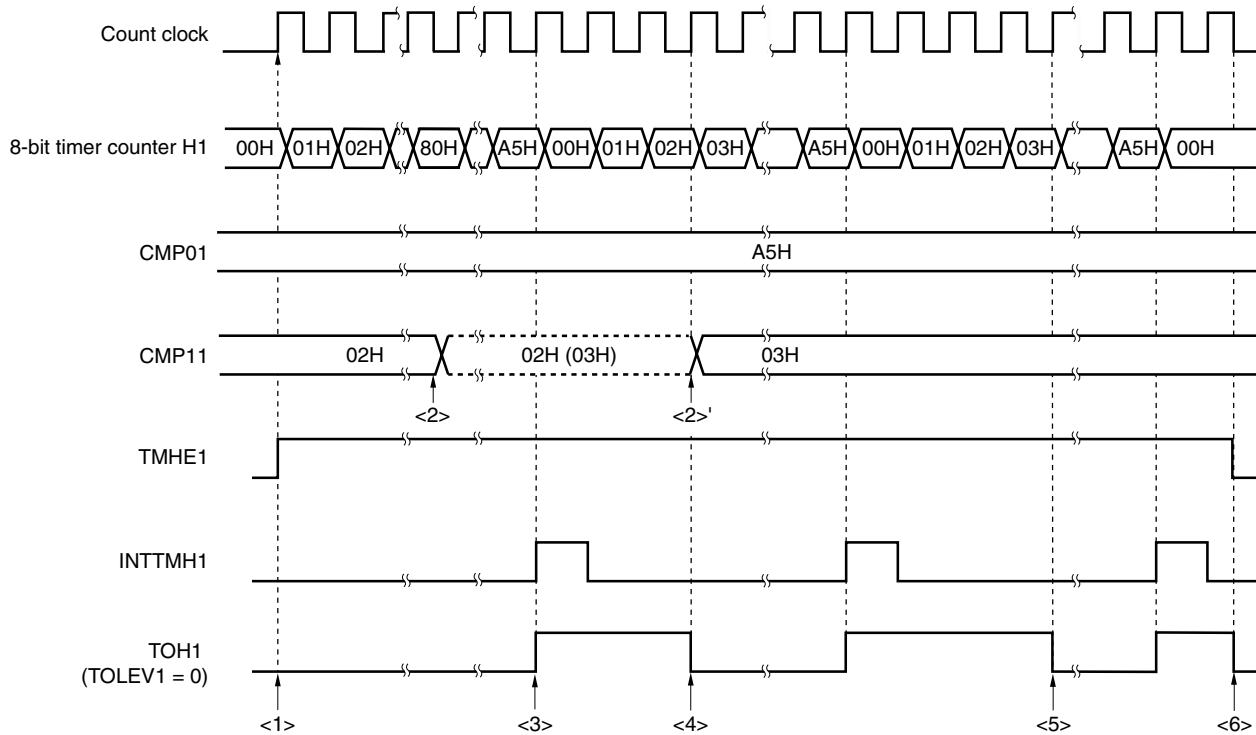 Count clock
8-bit timer counter H1
00H 01H 02H 80H A5H 00H 01H 02H 03H A5H 00H 01H 02H 03H A5H 00H
CMP01
A5H
CMP11
02H 02H (03H) 03H
<2> <2>'
TMHE1
INTTMH1
TOH1
(TOLEV1 = 0)
<1> <3> <4> <5> <6>